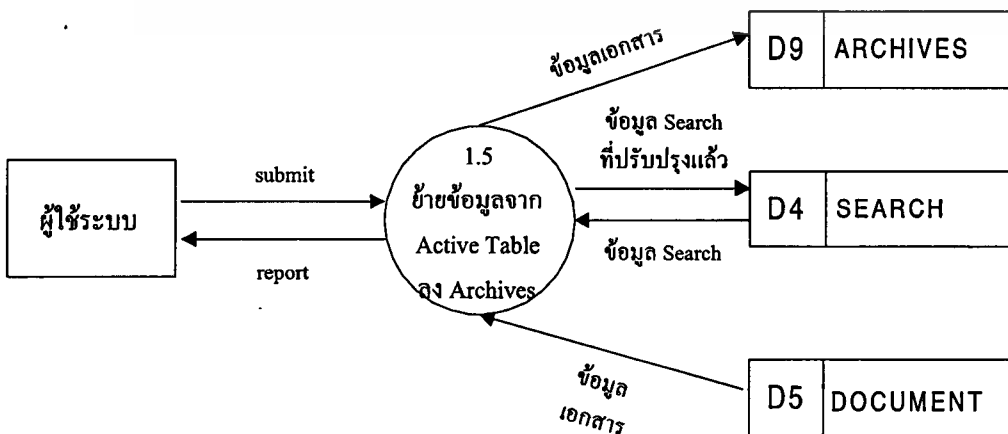 ข้อมูลเอกสาร
D9 ARCHIVES
ข้อมูล Search
ที่ปรับปรุงแล้ว
1.5
ย้ายข้อมูลจาก
Active Table
ลง Archives
submit
ผู้ใช้ระบบ
report
D4 SEARCH
ข้อมูล Search
ข้อมูล
เอกสาร
D5 DOCUMENT